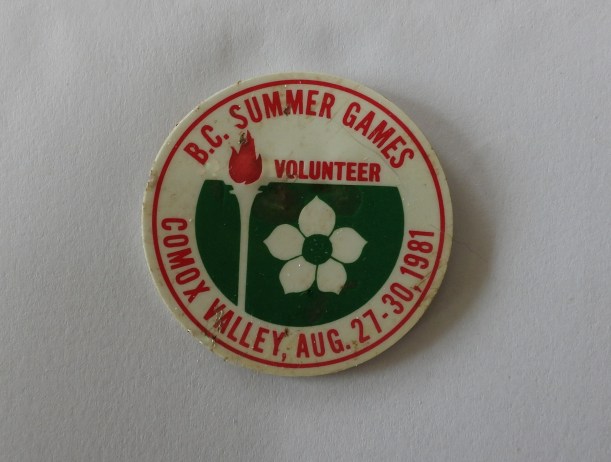 B.C. SUMMER GAMES
VOLUNTEER
COMOX VALLEY, AUG. 27-30, 1981